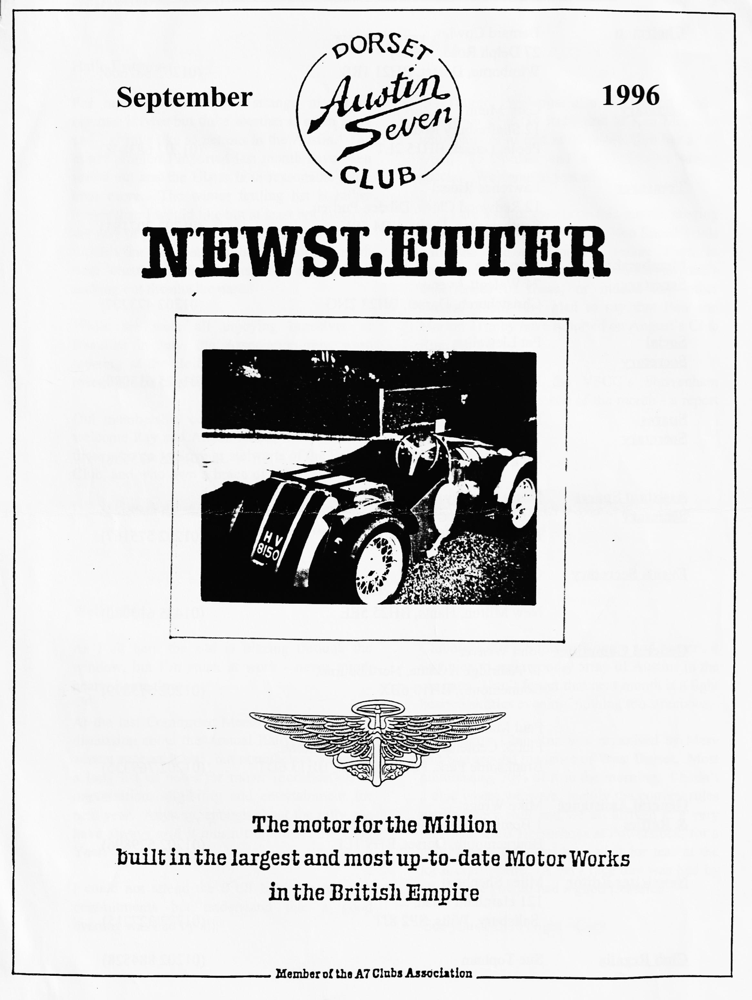 DORSET
September
Austin
1996
Seven
CLUB
NEWSLETTER
HV
8150
The motor for the Million
built in the largest and most up-to-date Motor Works
in the British Empire
Member of the A7 Clubs Association